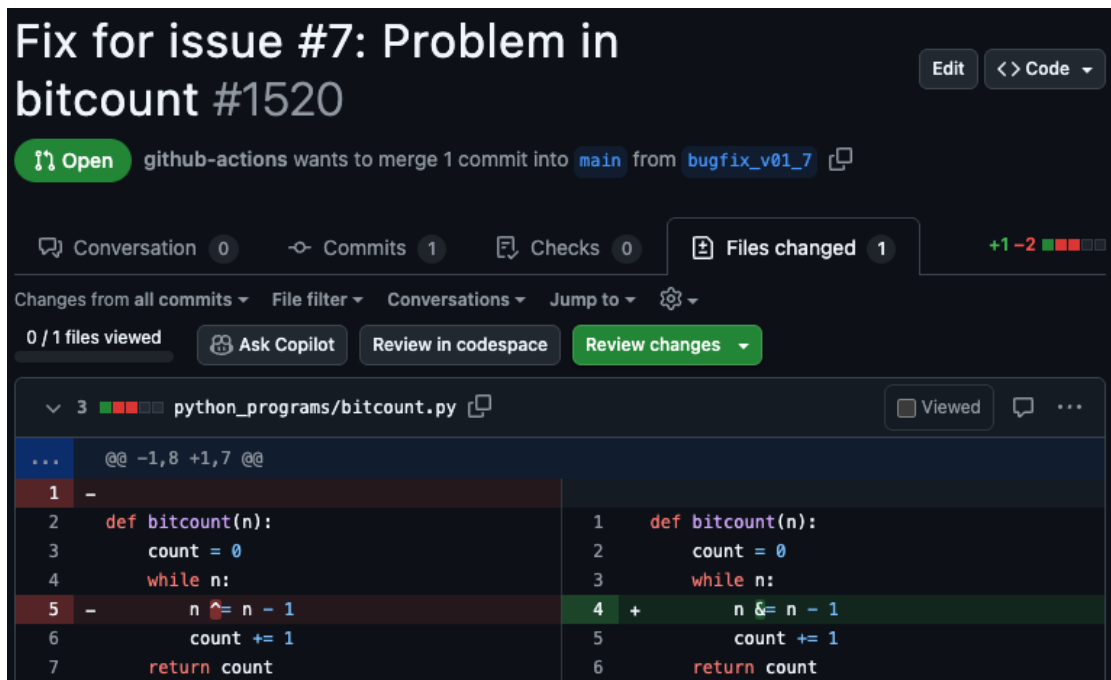 Fix for issue #7: Problem in
bitcount #1520
Edit
<> Code
Open
github-actions wants to merge 1 commit into main from bugfix_v01_7
Conversation 0
Commits 1
Checks 0
Files changed 1
+1 −2
Changes from all commits
File filter
Conversations
Jump to
0 / 1 files viewed
Ask Copilot
Review in codespace
Review changes
3 python_programs/bitcount.py
Viewed
...
@@ -1,8 +1,7 @@
1 -
2 def bitcount(n): 1 def bitcount(n):
3 count = 0 2 count = 0
4 while n: 3 while n:
5 - n ^= n - 1 4 + n &= n - 1
6 count += 1 5 count += 1
7 return count 6 return count